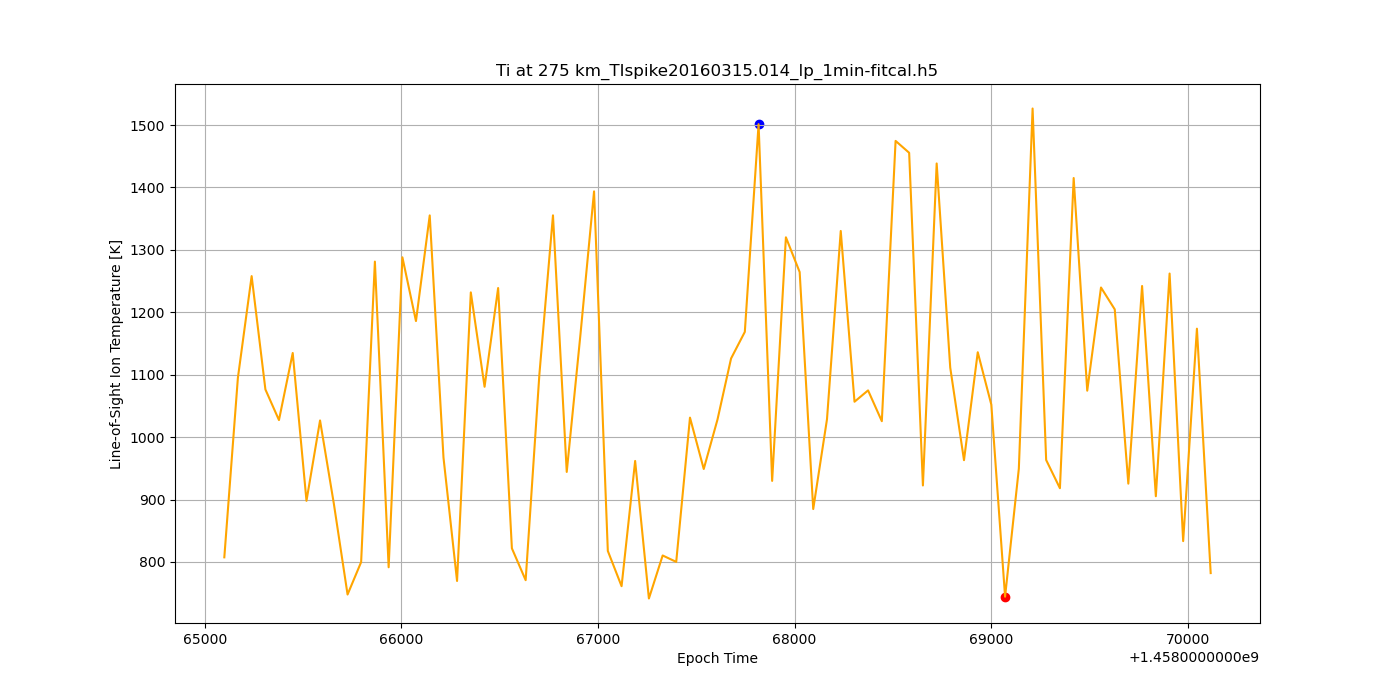 Ti at 275 km_TIspike20160315.014_lp_1min-fitcal.h5
Line-of-Sight Ion Temperature [K]
1500
1400
1300
1200
1100
1000
900
800
65000 66000 67000 68000 69000 70000
Epoch Time
+1.4580000000e9